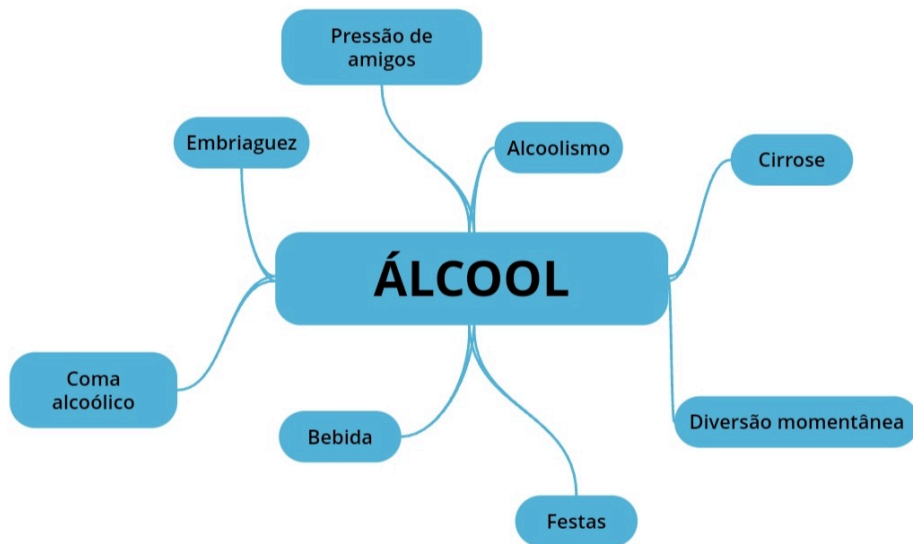 Pressão de
amigos
Embriaguez
Alcoolismo
Cirrose
ÁLCOOL
Coma
alcoólico
Bebida
Diversão momentânea
Festas